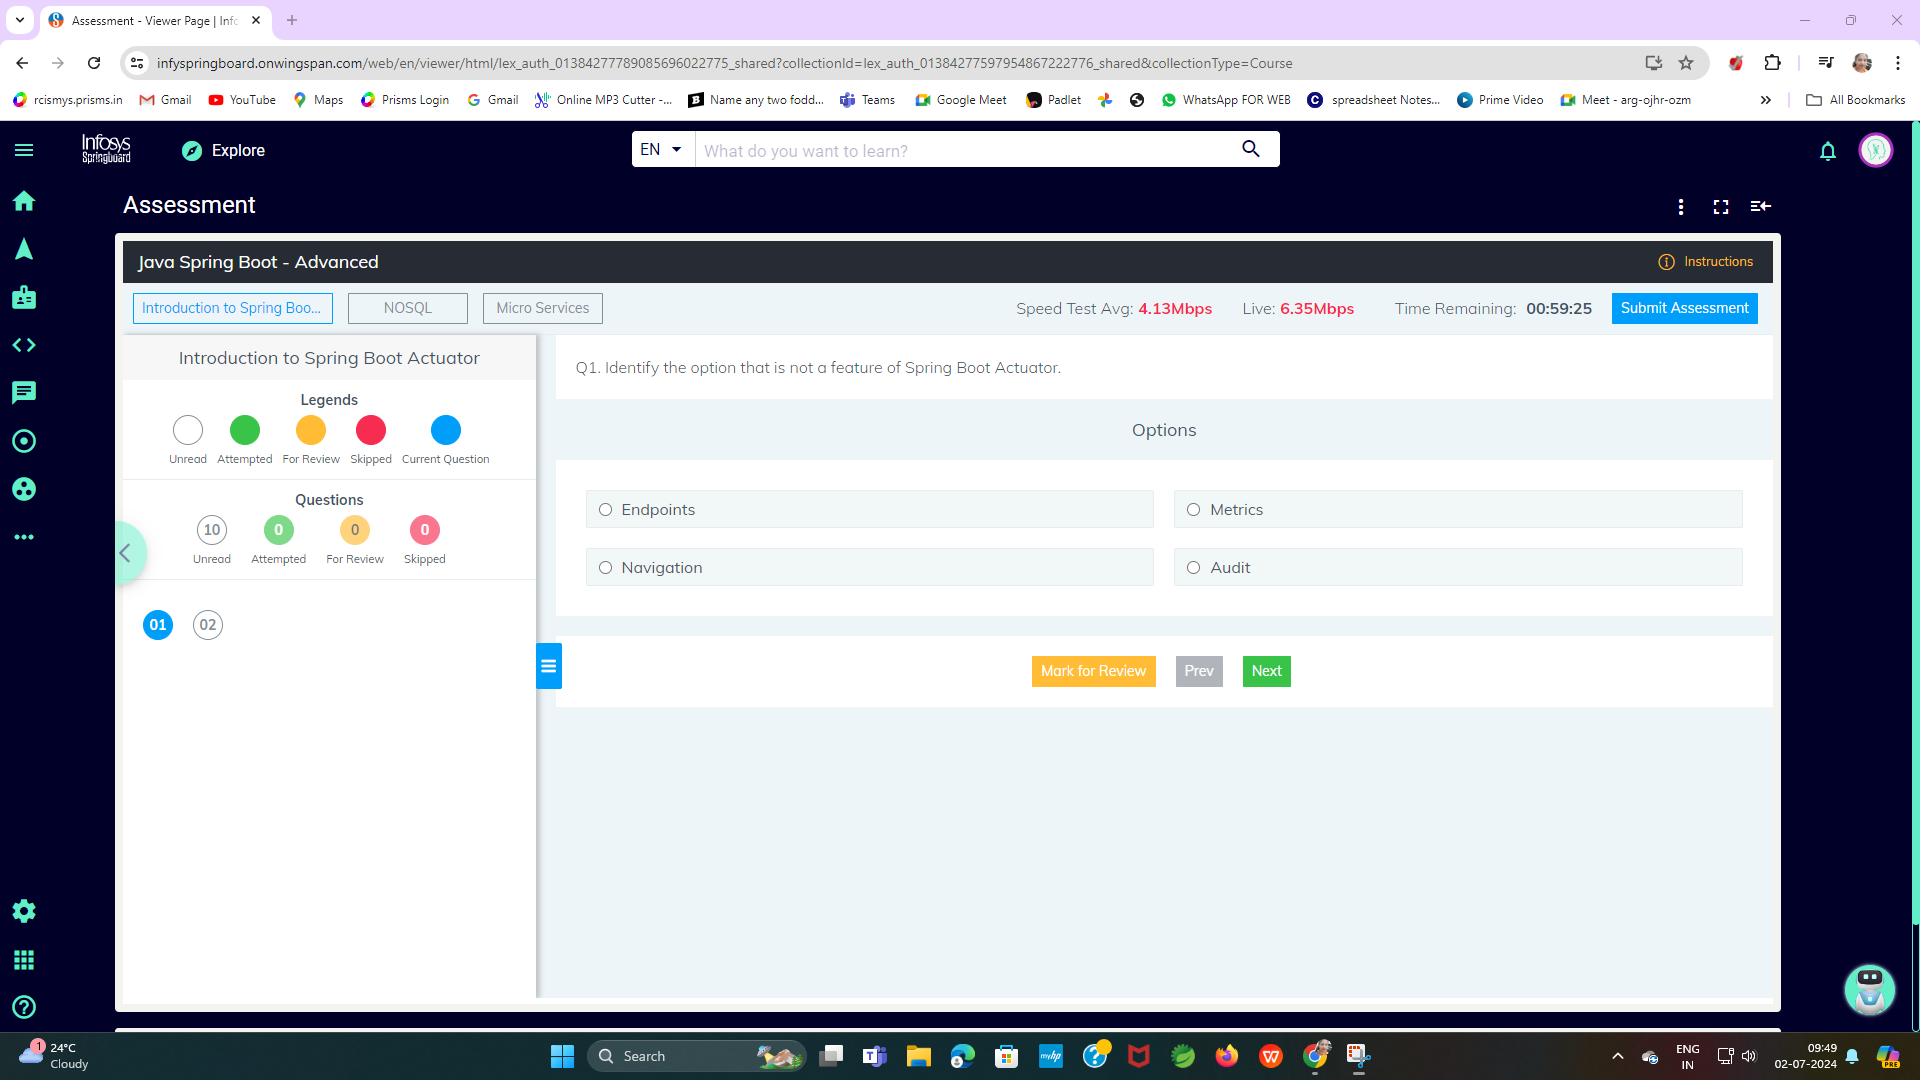 Assessment - Viewer Page | Info
infyspringboard.onwingspan.com/web/en/viewer/html/lex_auth_01384277789085696022775_shared?collectionId=lex_auth_01384277597954867222776_shared&collectionType=Course
rcismys.prisms.in Gmail YouTube Maps Prisms Login Gmail Online MP3 Cutter -... Name any two fodd... Teams Google Meet Padlet WhatsApp FOR WEB spreadsheet Notes... Prime Video Meet - arg-ojhr-ozm All Bookmarks
Infosys
Springboard
Explore
EN
What do you want to learn?
Assessment
Java Spring Boot - Advanced
Instructions
Introduction to Spring Boo... NOSQL Micro Services Speed Test Avg: 4.13Mbps Live: 6.35Mbps Time Remaining: 00:59:25 Submit Assessment
Introduction to Spring Boot Actuator
Legends
Unread Attempted For Review Skipped Current Question
Questions
10 0 0 0
Unread Attempted For Review Skipped
01 02
Q1. Identify the option that is not a feature of Spring Boot Actuator.
Options
Endpoints Metrics
Navigation Audit
Mark for Review Prev Next
1
24°C
Cloudy
Search
myhp
ENG
IN
09:49
02-07-2024
PRE